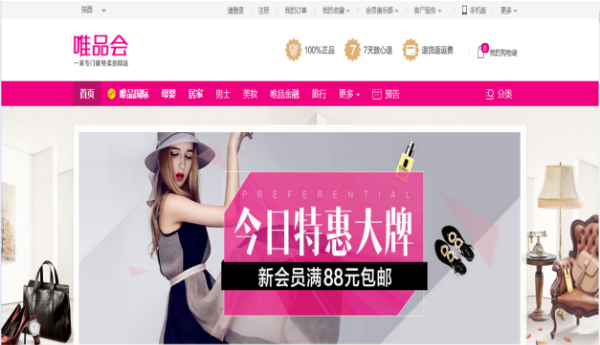 陕西
请登录 注册 我的订单 我的收藏 会员俱乐部 客户服务 手机版 更多
唯品会
一家专门做特卖的网站
100%正品 7 7天放心退 退货返运费 0 我的购物袋
首页 唯品国际 母婴 居家 男士 美妆 唯品金融 旅行 更多 预告 分类
PREFERENTIAL
今日特惠大牌
新会员满88元包邮